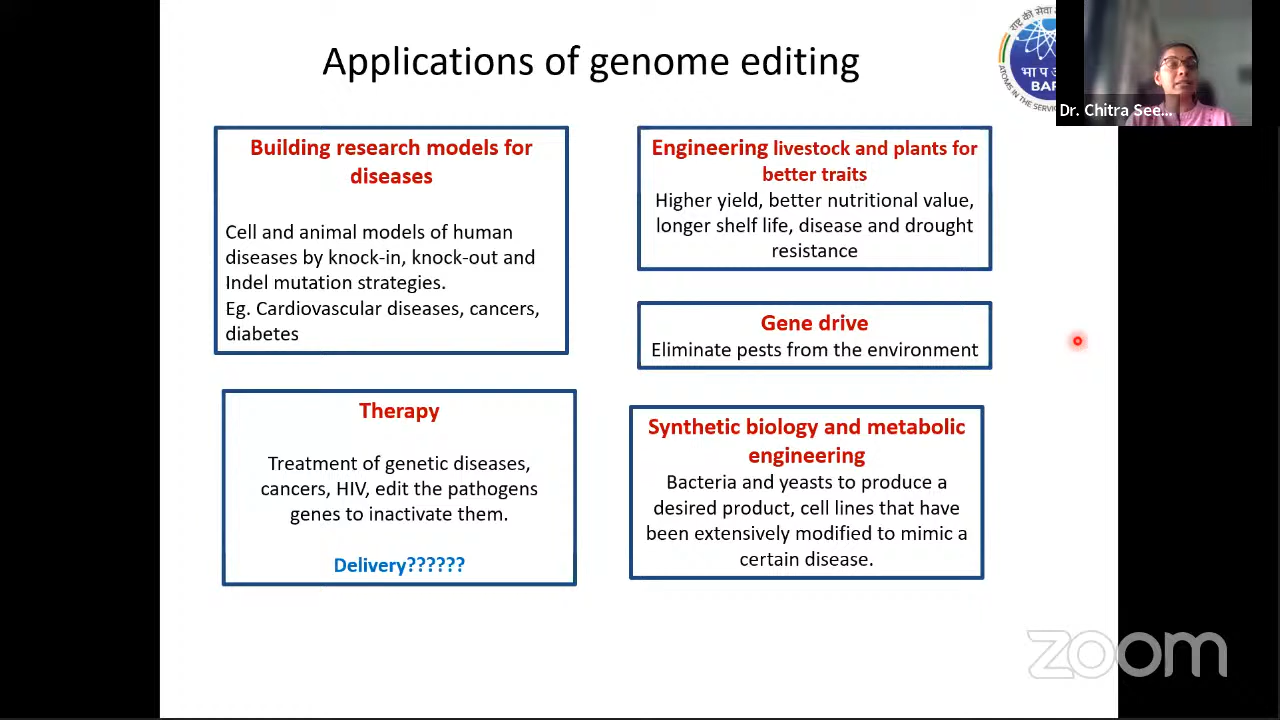 Applications of genome editing
राष्ट्र की सेवा
भा प
BAR
ATOMS IN THE SERVIC
Dr. Chitra See...
Building research models for
diseases
Cell and animal models of human
diseases by knock-in, knock-out and
Indel mutation strategies.
Eg. Cardiovascular diseases, cancers,
diabetes
Therapy
Treatment of genetic diseases,
cancers, HIV, edit the pathogens
genes to inactivate them.
Delivery??????
Engineering livestock and plants for
better traits
Higher yield, better nutritional value,
longer shelf life, disease and drought
resistance
Gene drive
Eliminate pests from the environment
Synthetic biology and metabolic
engineering
Bacteria and yeasts to produce a
desired product, cell lines that have
been extensively modified to mimic a
certain disease.
zoom